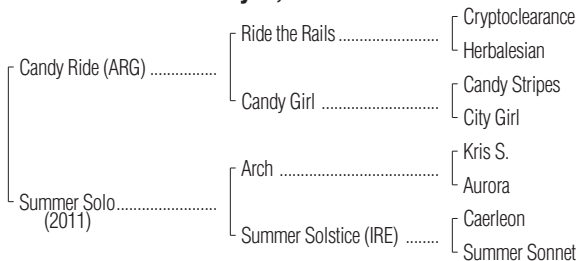 Cryptoclearance
Ride the Rails
Herbalesian
Candy Ride (ARG)
Candy Stripes
Candy Girl
City Girl
Kris S.
Arch
Aurora
Summer Solo
(2011)
Caerleon
Summer Solstice (IRE)
Summer Sonnet